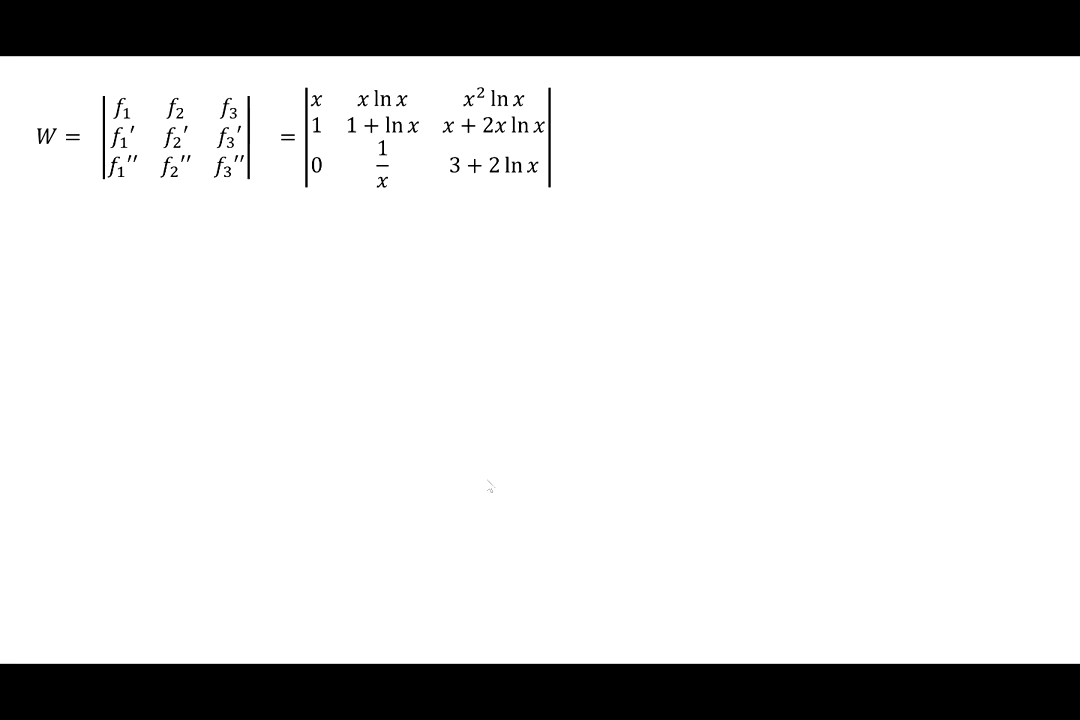 W = | f₁ f₂ f₃ | = | x x ln x x² ln x |
| f₁′ f₂′ f₃′ | | 1 1 + ln x x + 2x ln x |
| f₁′′ f₂′′ f₃′′ | | 0 1/x 3 + 2 ln x |